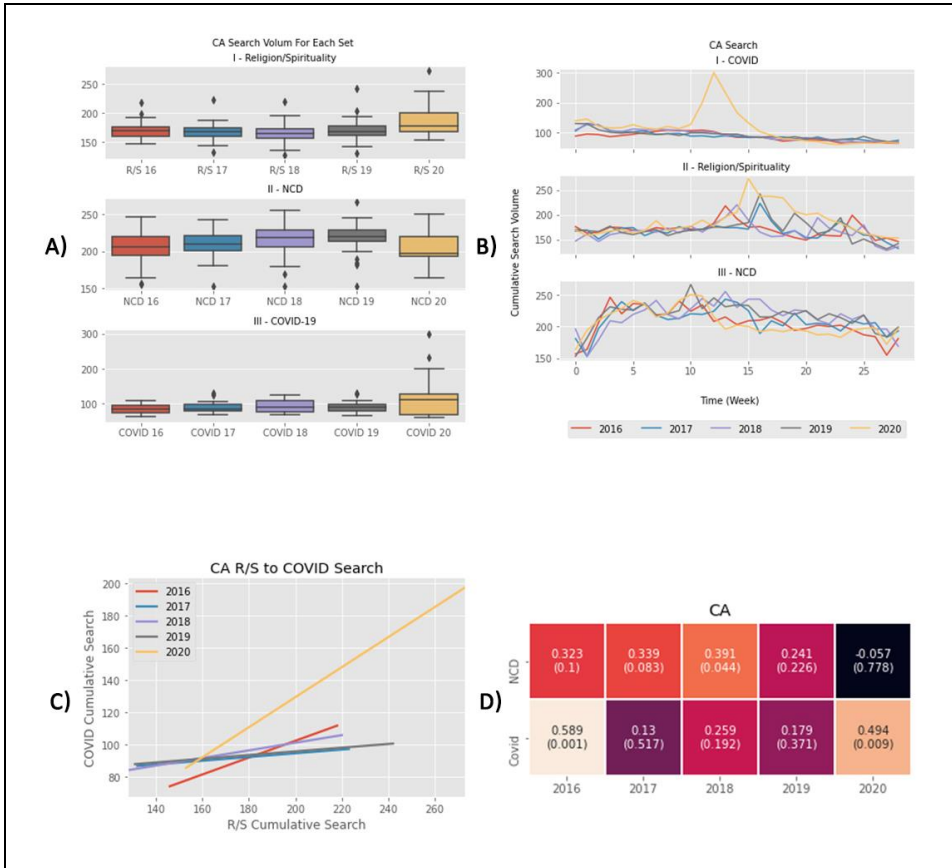 A)
CA Search Volum For Each Set
I - Religion/Spirituality
250
200
150
R/S 16 R/S 17 R/S 18 R/S 19 R/S 20
II - NCD
250
200
150
NCD 16 NCD 17 NCD 18 NCD 19 NCD 20
III - COVID-19
300
200
100
COVID 16 COVID 17 COVID 18 COVID 19 COVID 20
B)
CA Search
I - COVID
300
200
100
II - Religion/Spirituality
250
200
150
III - NCD
250
200
150
0 5 10 15 20 25
Cumulative Search Volume
Time (Week)
2016 2017 2018 2019 2020
C)
CA R/S to COVID Search
2016
2017
2018
2019
2020
200
180
160
140
120
100
80
140 160 180 200 220 240 260
COVID Cumulative Search
R/S Cumulative Search
D)
CA
NCD
0.323 0.339 0.391 0.241 -0.057
(0.1) (0.083) (0.044) (0.226) (0.778)
Covid
0.589 0.13 0.259 0.179 0.494
(0.001) (0.517) (0.192) (0.371) (0.009)
2016 2017 2018 2019 2020